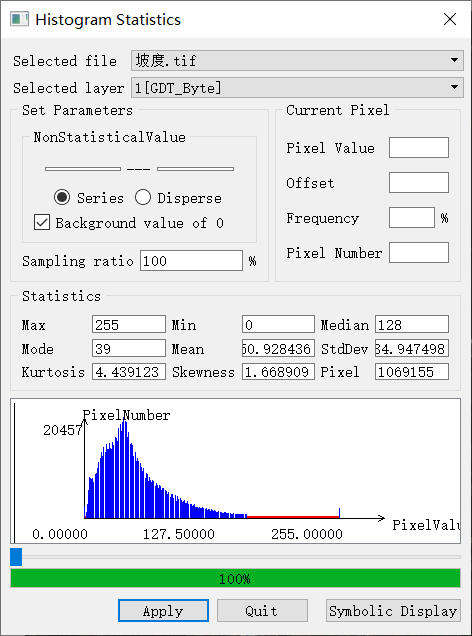 Histogram Statistics
Selected file 坡度.tif
Selected layer 1[GDT_Byte]
Set Parameters
Current Pixel
NonStatisticalValue
---
Series Disperse
Background value of 0
Sampling ratio 100 %
Pixel Value
Offset
Frequency %
Pixel Number
Statistics
Max 255 Min 0 Median 128
Mode 39 Mean 50.928436 StdDev 34.947498
Kurtosis 4.439123 Skewness 1.668909 Pixel 1069155
PixelNumber
20457
PixelValu
0.00000 127.50000 255.00000
100%
Apply Quit Symbolic Display